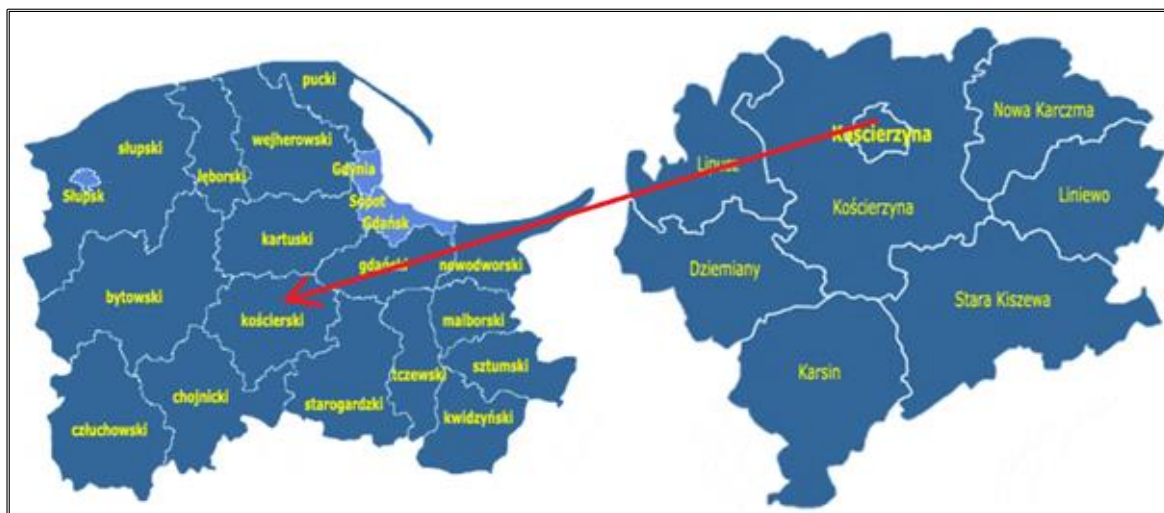 pucki
wejherowski
słupski
lęborski
Gdynia
Słupsk
Sopot
Gdańsk
kartuski
gdański
nowodworski
bytowski
kościerski
malborski
tczewski
sztumski
chojnicki
starogardzki
kwidzyński
człuchowski
Nowa Karczma
Kościerzyna
Lipusz
Liniewo
Kościerzyna
Dziemiany
Stara Kiszewa
Karsin